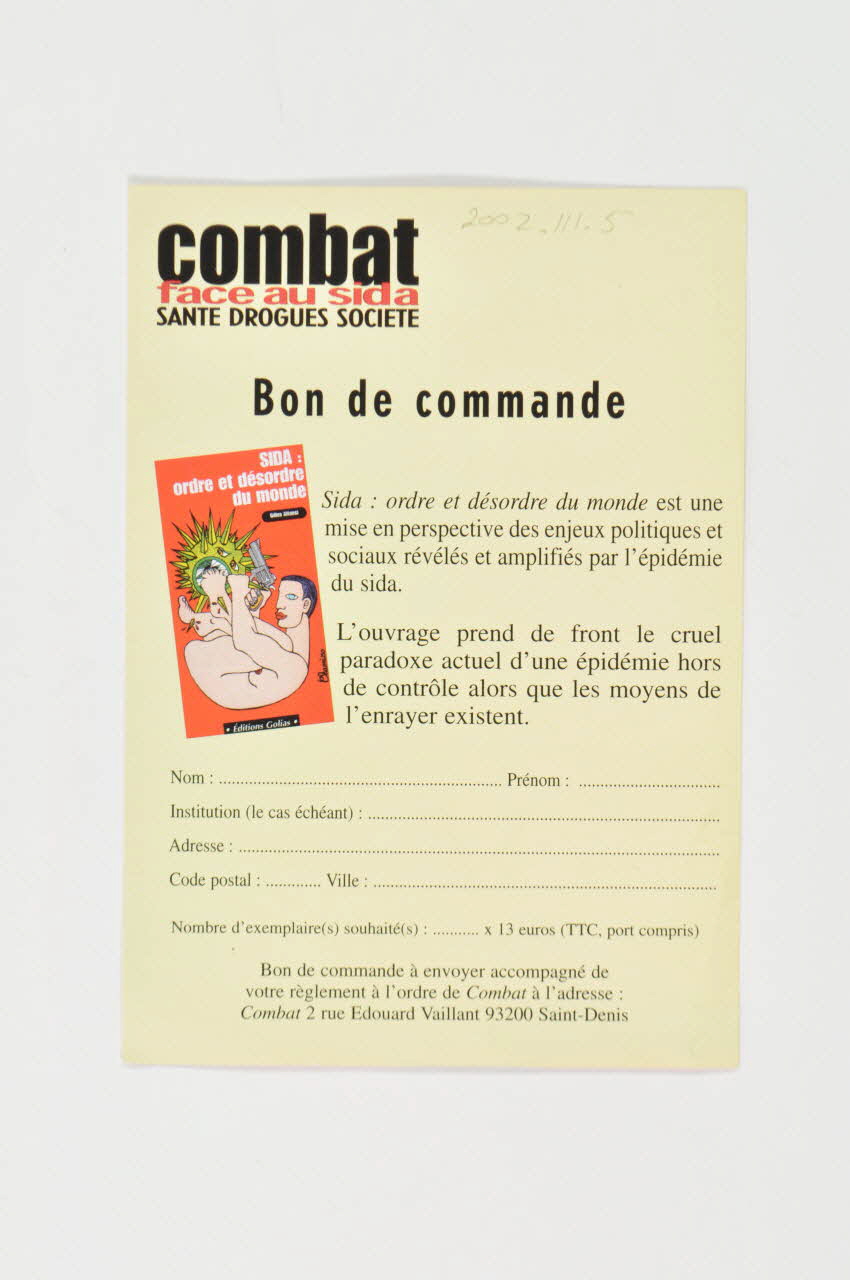 combat
face au sida
SANTE DROGUES SOCIETE
2002.III.5
Bon de commande
SIDA :
ordre et désordre
du monde
Gilles Alfonsi
• Éditions Golias •
Sida : ordre et désordre du monde est une
mise en perspective des enjeux politiques et
sociaux révélés et amplifiés par l'épidémie
du sida.
L'ouvrage prend de front le cruel
paradoxe actuel d'une épidémie hors
de contrôle alors que les moyens de
l'enrayer existent.
Nom : .................................................................... Prénom : ..................................
Institution (le cas échéant) : .....................................................................................
Adresse : .....................................................................................................................
Code postal : ............. Ville : ...................................................................................
Nombre d'exemplaire(s) souhaité(s) : .......... x 13 euros (TTC, port compris)
Bon de commande à envoyer accompagné de
votre règlement à l'ordre de Combat à l'adresse :
Combat 2 rue Edouard Vaillant 93200 Saint-Denis